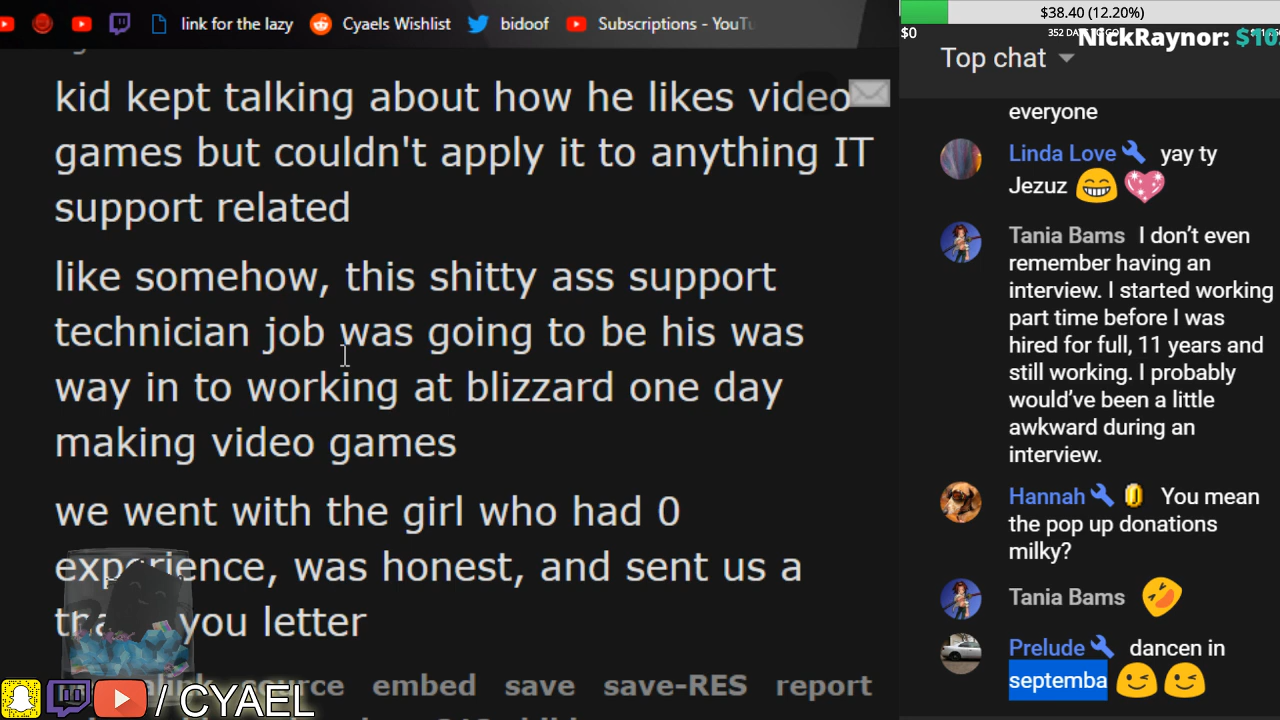 link for the lazy Cyaels Wishlist bidoof Subscriptions - YouTu
kid kept talking about how he likes video
games but couldn't apply it to anything IT
support related
like somehow, this shitty ass support
technician job was going to be his was
way in to working at blizzard one day
making video games
we went with the girl who had 0
experience, was honest, and sent us a
thank you letter
source embed save save-RES report
/ CYAEL
$38.40 (12.20%)
$0
NickRaynor: $10
Top chat
everyone
Linda Love yay ty
Jezuz
Tania Bams I don’t even
remember having an
interview. I started working
part time before I was
hired for full, 11 years and
still working. I probably
would’ve been a little
awkward during an
interview.
Hannah You mean
the pop up donations
milky?
Tania Bams
Prelude dancen in
septemba